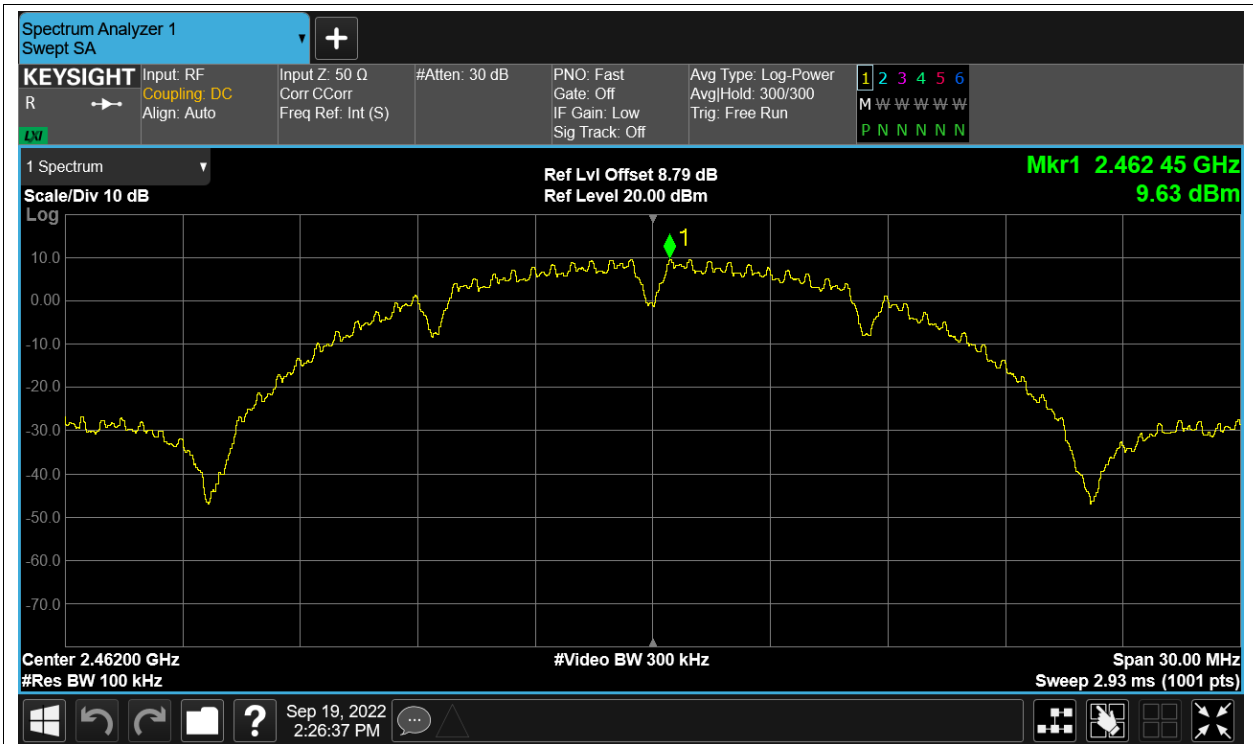 Spectrum Analyzer 1
Swept SA
KEYSIGHT
R
LXI
Input: RF
Coupling: DC
Align: Auto
Input Z: 50 Ω
Corr CCorr
Freq Ref: Int (S)
#Atten: 30 dB
PNO: Fast
Gate: Off
IF Gain: Low
Sig Track: Off
Avg Type: Log-Power
Avg|Hold: 300/300
Trig: Free Run
1 2 3 4 5 6
M W W W W W
P N N N N N
1 Spectrum
Scale/Div 10 dB
Log
Ref Lvl Offset 8.79 dB
Ref Level 20.00 dBm
Mkr1 2.462 45 GHz
9.63 dBm
1
10.0
0.00
-10.0
-20.0
-30.0
-40.0
-50.0
-60.0
-70.0
Center 2.46200 GHz
#Res BW 100 kHz
#Video BW 300 kHz
Span 30.00 MHz
Sweep 2.93 ms (1001 pts)
?
Sep 19, 2022
2:26:37 PM